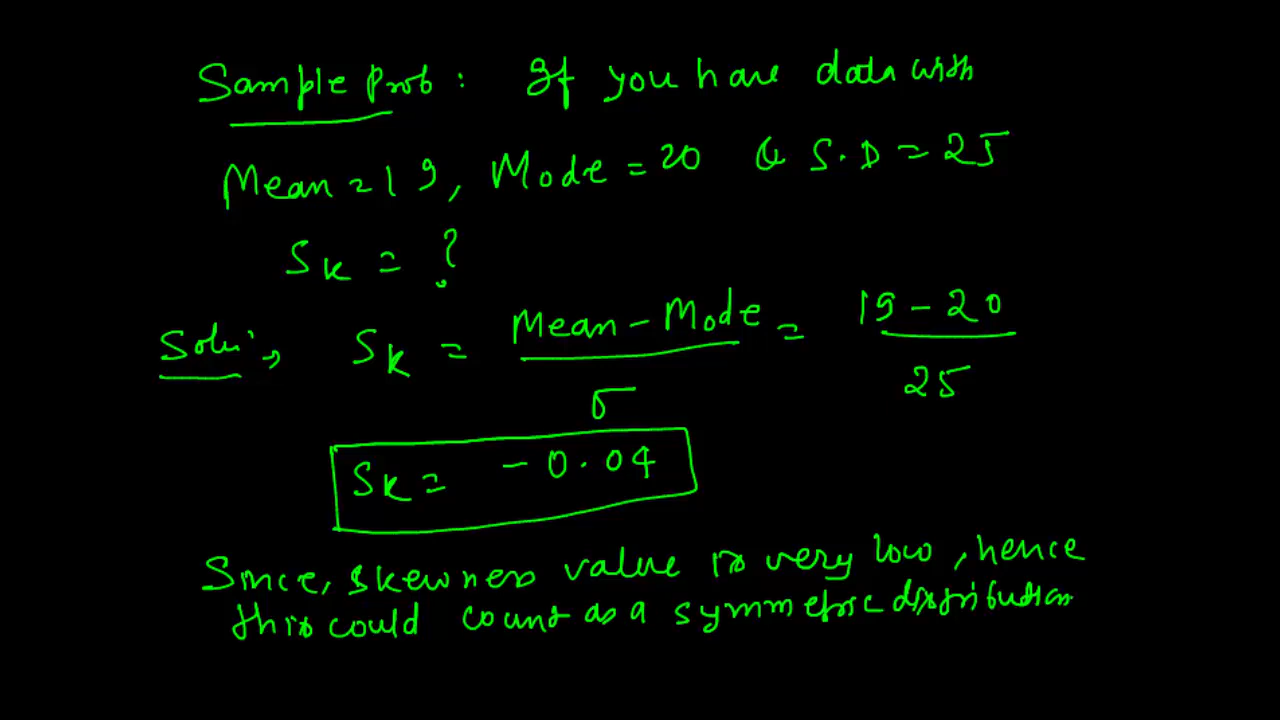 Sample Prob : If you have data with
Mean = 19, Mode = 20 & S.D = 25
Sk = ?
Soln: → Sk = Mean - Mode / σ = 19 - 20 / 25
Sk = - 0.04
Since, skewness value is very low, hence
this could count as a symmetric distribution